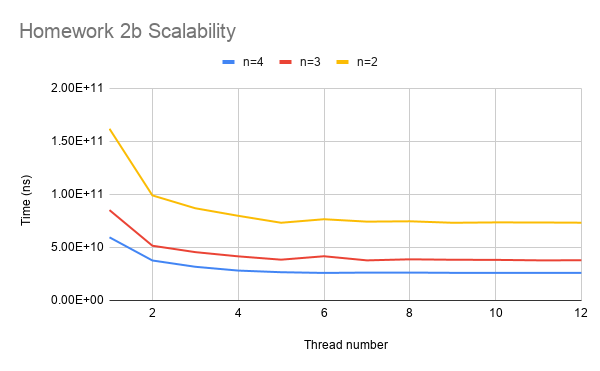 Homework 2b Scalability
n=4 n=3 n=2
2.00E+11
1.50E+11
1.00E+11
5.00E+10
0.00E+00
Time (ns)
2 4 6 8 10 12
Thread number